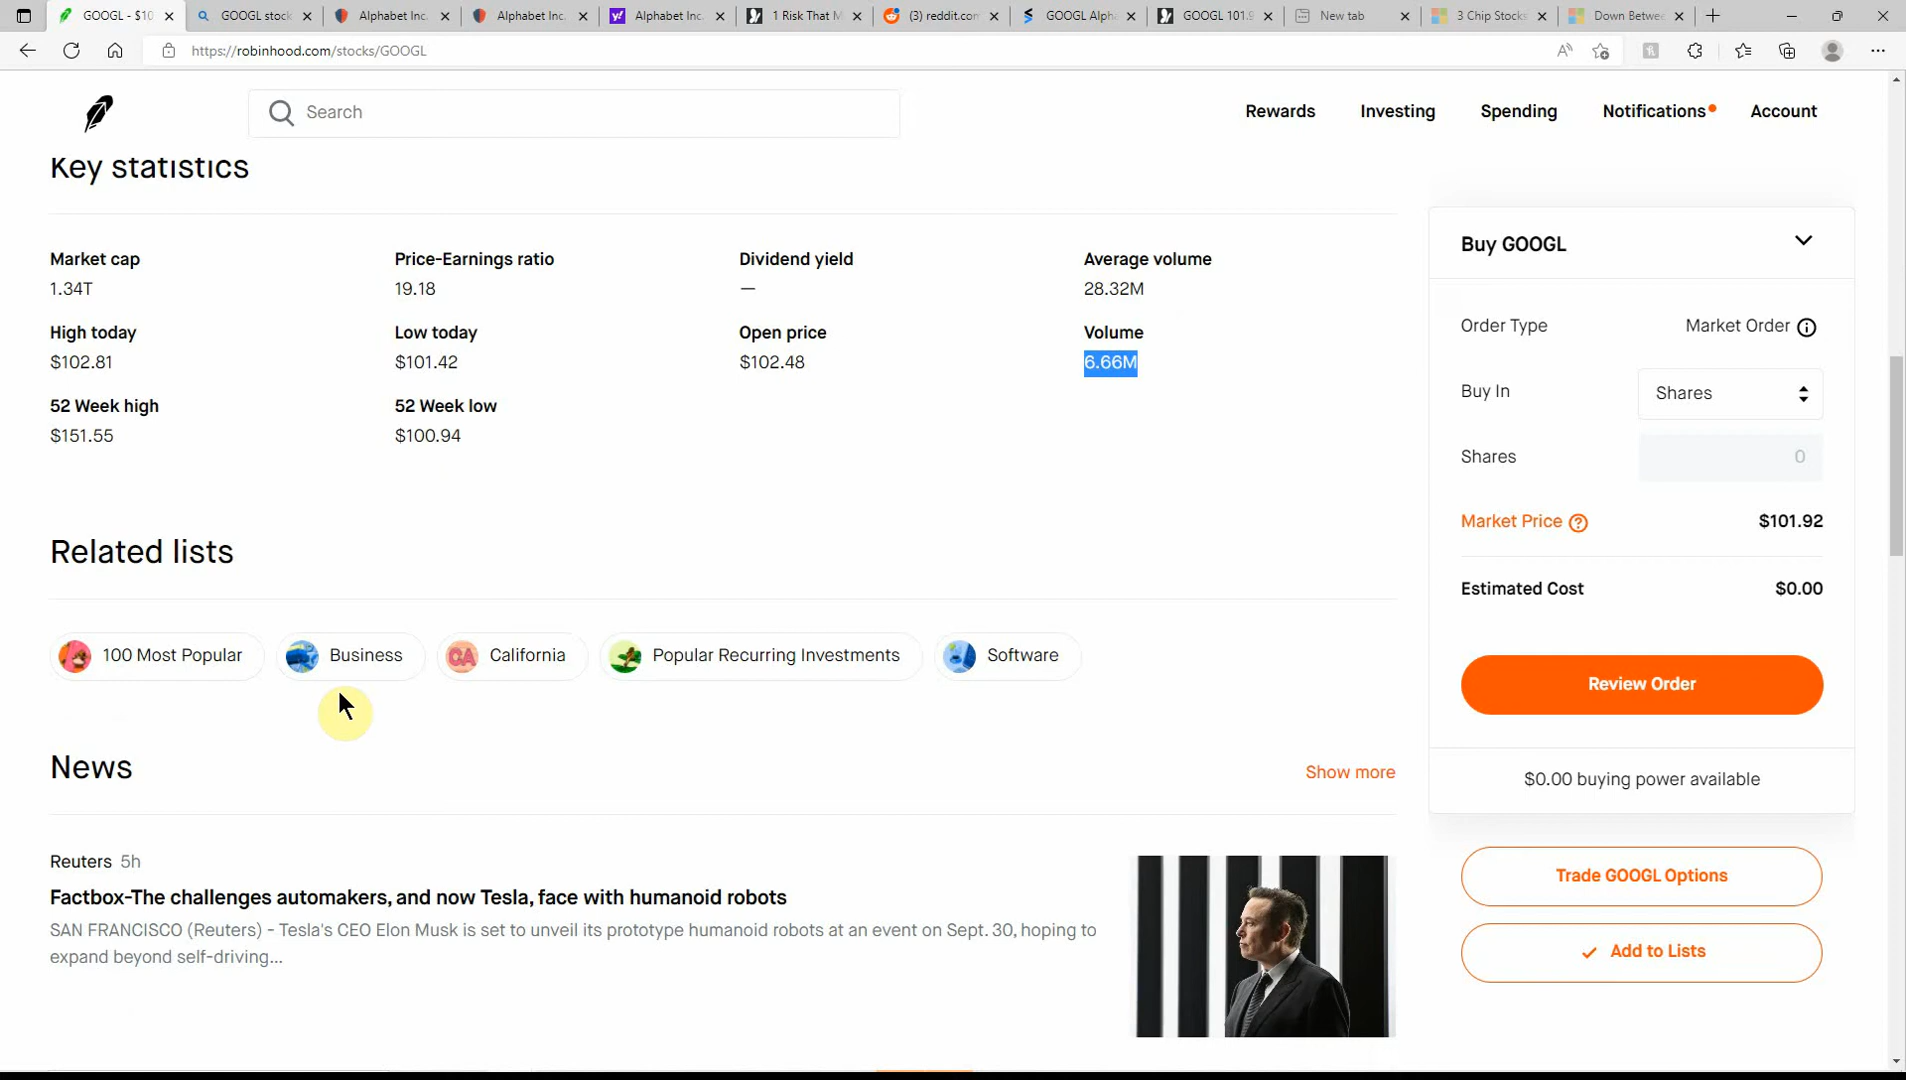 GOOGL - $10
GOOGL stock
Alphabet Inc.
Alphabet Inc.
Alphabet Inc.
1 Risk That M
(3) reddit.com
GOOGL Alpha
GOOGL 101.9
New tab
3 Chip Stocks
Down Betwee
https://robinhood.com/stocks/GOOGL
Search
Rewards
Investing
Spending
Notifications
Account
Key statistics
Market cap
Price-Earnings ratio
Dividend yield
Average volume
1.34T
19.18
—
28.32M
High today
Low today
Open price
Volume
$102.81
$101.42
$102.48
6.66M
52 Week high
52 Week low
$151.55
$100.94
Related lists
100 Most Popular
Business
CA
California
Popular Recurring Investments
Software
News
Show more
Reuters 5h
Factbox-The challenges automakers, and now Tesla, face with humanoid robots
SAN FRANCISCO (Reuters) - Tesla's CEO Elon Musk is set to unveil its prototype humanoid robots at an event on Sept. 30, hoping to
expand beyond self-driving...
Buy GOOGL
Order Type
Market Order
Buy In
Shares
Shares
0
Market Price
$101.92
Estimated Cost
$0.00
Review Order
$0.00 buying power available
Trade GOOGL Options
Add to Lists